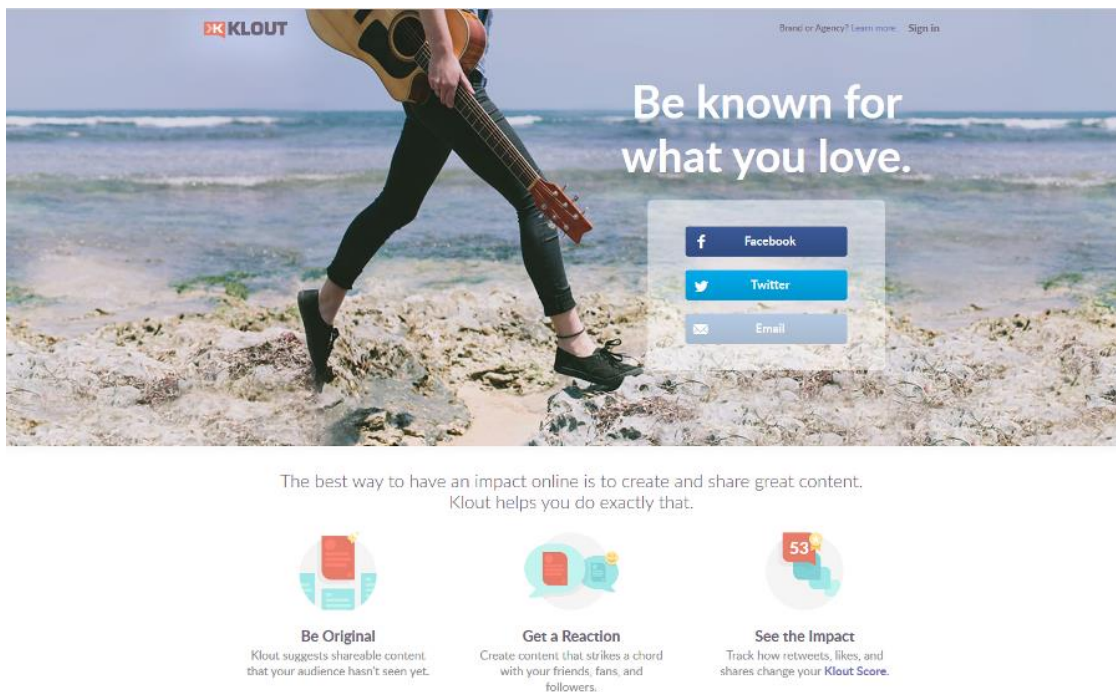 KLOUT
Brand or Agency? Learn more. Sign in
Be known for
what you love.
Facebook
Twitter
Email
The best way to have an impact online is to create and share great content.
Klout helps you do exactly that.
53
Be Original
Klout suggests shareable content
that your audience hasn't seen yet.
Get a Reaction
Create content that strikes a chord
with your friends, fans, and
followers.
See the Impact
Track how retweets, likes, and
shares change your Klout Score.